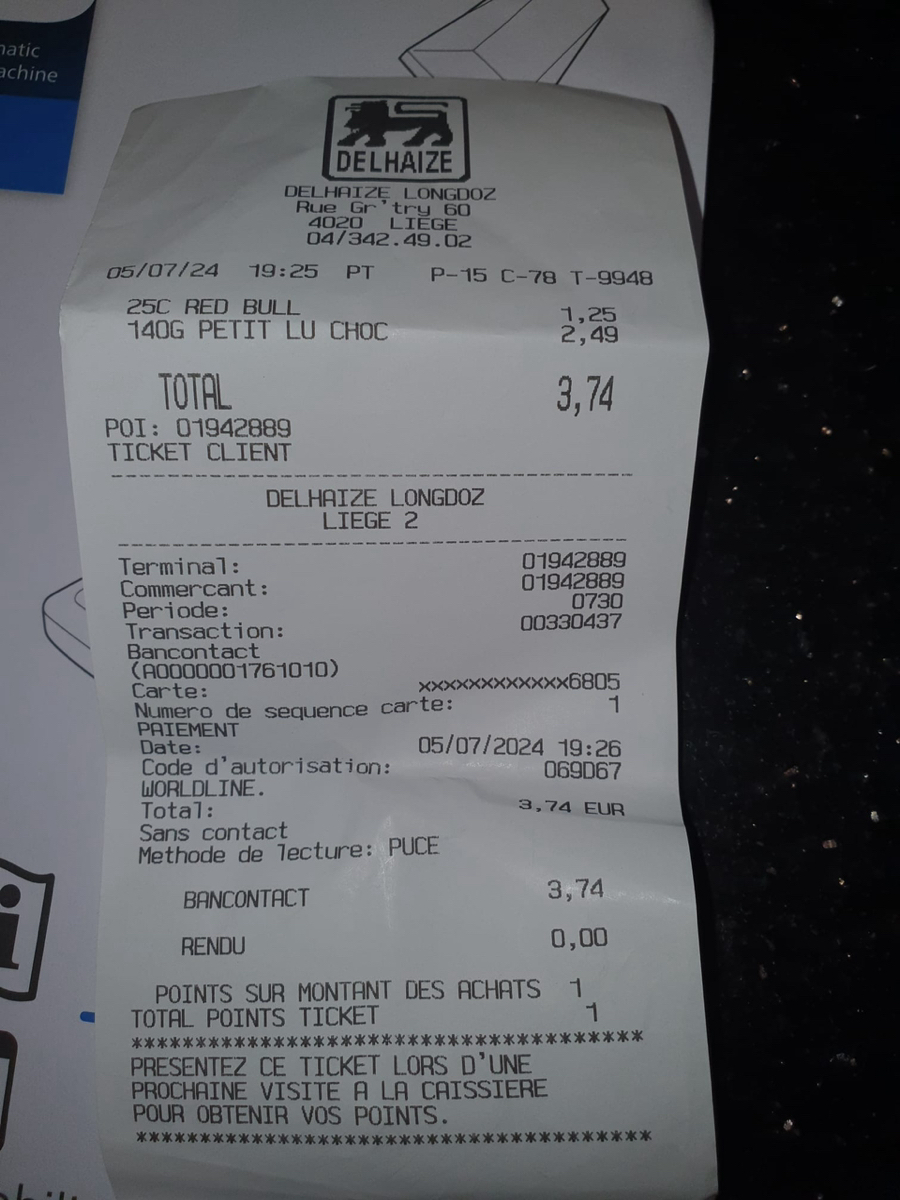 natic
achine
DELHAIZE
DELHAIZE LONGDOZ
Rue Gr'try 60
4020 LIEGE
04/342.49.02
05/07/24 19:25 PT P-15 C-78 T-9948
25C RED BULL 1,25
140G PETIT LU CHOC 2,49
TOTAL 3,74
POI: 01942889
TICKET CLIENT
DELHAIZE LONGDOZ
LIEGE 2
Terminal: 01942889
Commercant: 01942889
Periode: 0730
Transaction: 00330437
Bancontact
(A0000001761010)
Carte: xxxxxxxxxxxx6805
Numero de sequence carte: 1
PAIEMENT
Date: 05/07/2024 19:26
Code d'autorisation: 069D67
WORLDLINE.
Total: 3,74 EUR
Sans contact
Methode de lecture: PUCE
BANCONTACT 3,74
RENDU 0,00
POINTS SUR MONTANT DES ACHATS 1
TOTAL POINTS TICKET 1
****************************************
PRESENTEZ CE TICKET LORS D'UNE
PROCHAINE VISITE A LA CAISSIERE
POUR OBTENIR VOS POINTS.
****************************************